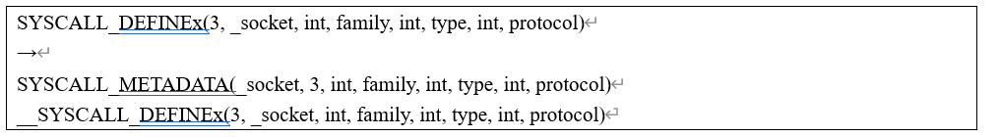 SYSCALL_DEFINEx(3, _socket, int, family, int, type, int, protocol)↵
→↵
SYSCALL_METADATA(_socket, 3, int, family, int, type, int, protocol)↵
__SYSCALL_DEFINEx(3, _socket, int, family, int, type, int, protocol)↵